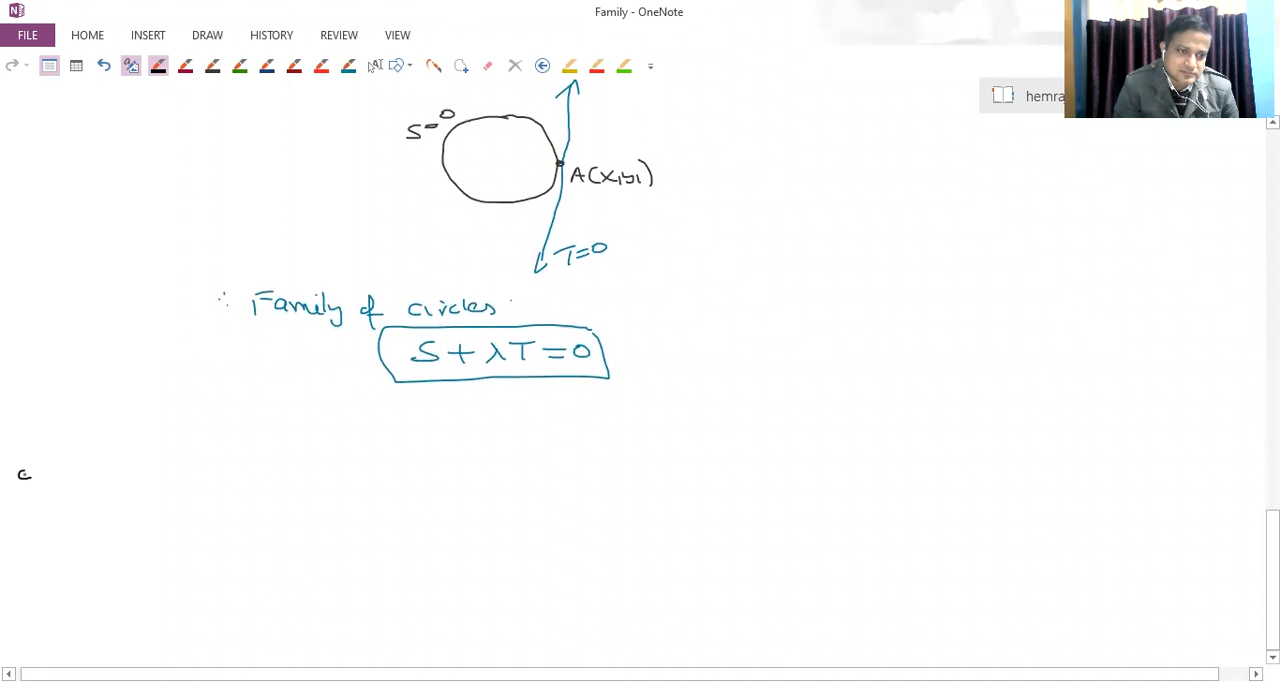 Family - OneNote
FILE HOME INSERT DRAW HISTORY REVIEW VIEW
hemra
S=0
A(x1,y1)
T=0
∴ Family of circles
S + λT = 0